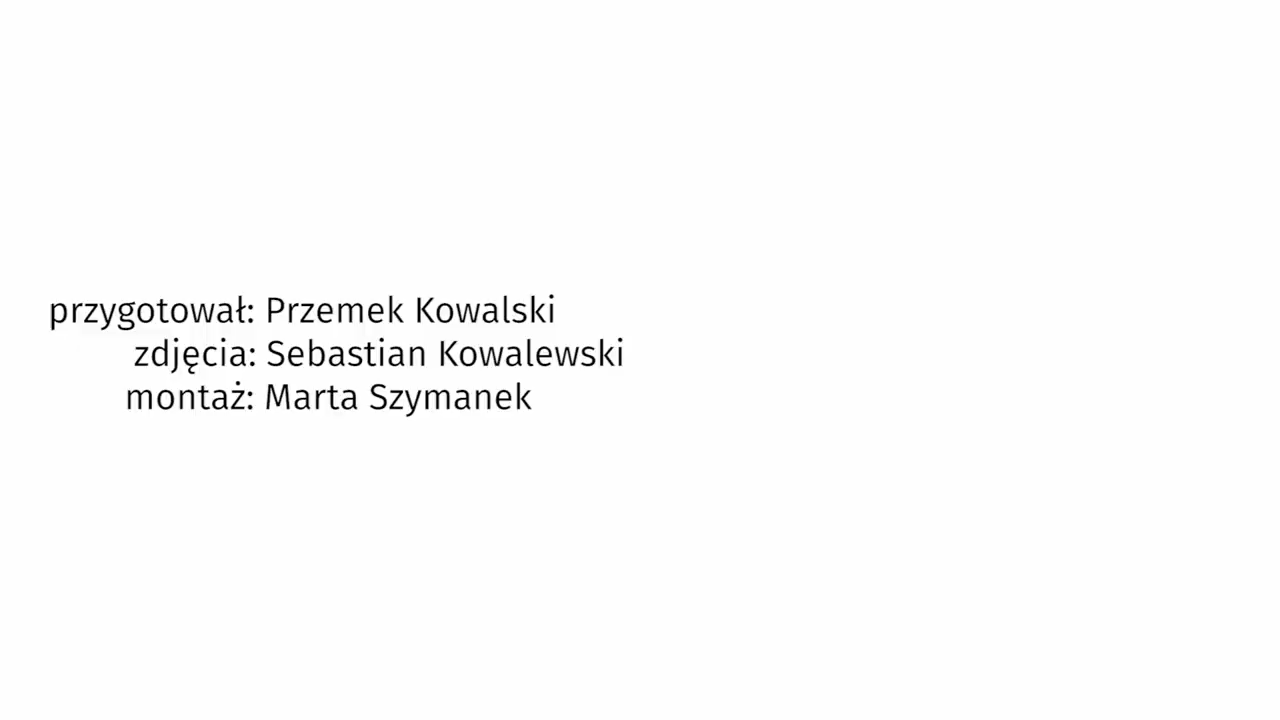 przygotował: Przemek Kowalski
zdjęcia: Sebastian Kowalewski
montaż: Marta Szymanek